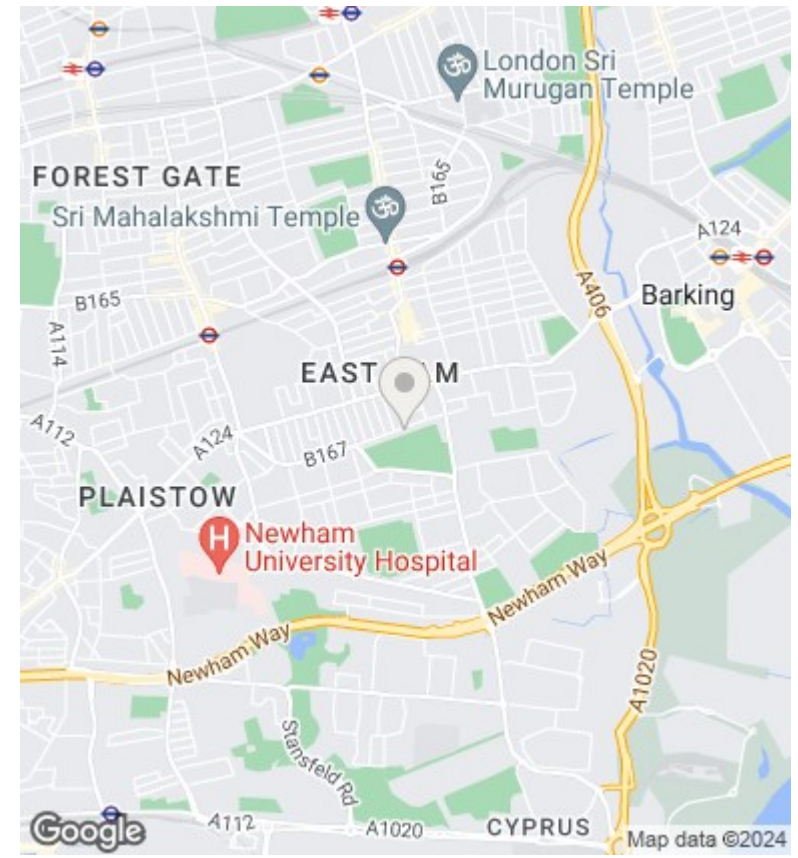 London Sri
Murugan Temple
FOREST GATE
B165
Sri Mahalakshmi Temple
A124
B165
A406
Barking
A114
EAST
M
A112
A124
B167
PLAISTOW
H
Newham
University Hospital
Newham Way
Newham Way
A1020
Stansfeld Rd
Google
A112
A1020
CYPRUS
Map data ©2024